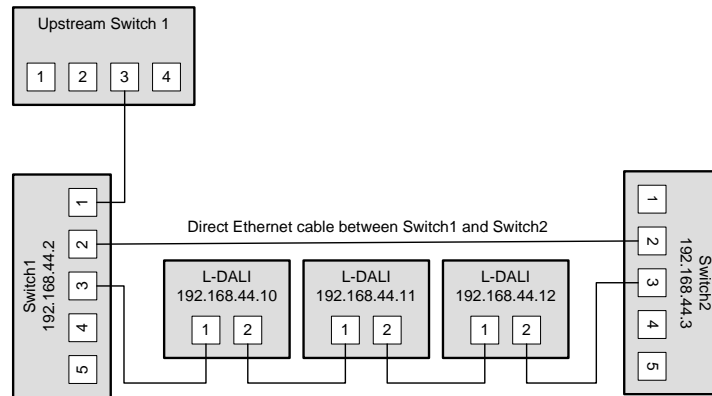 Upstream Switch 1
1 2 3 4
Switch1
192.168.44.2
1
2
3
4
5
Direct Ethernet cable between Switch1 and Switch2
L-DALI
192.168.44.10
1 2
L-DALI
192.168.44.11
1 2
L-DALI
192.168.44.12
1 2
Switch2
192.168.44.3
1
2
3
4
5